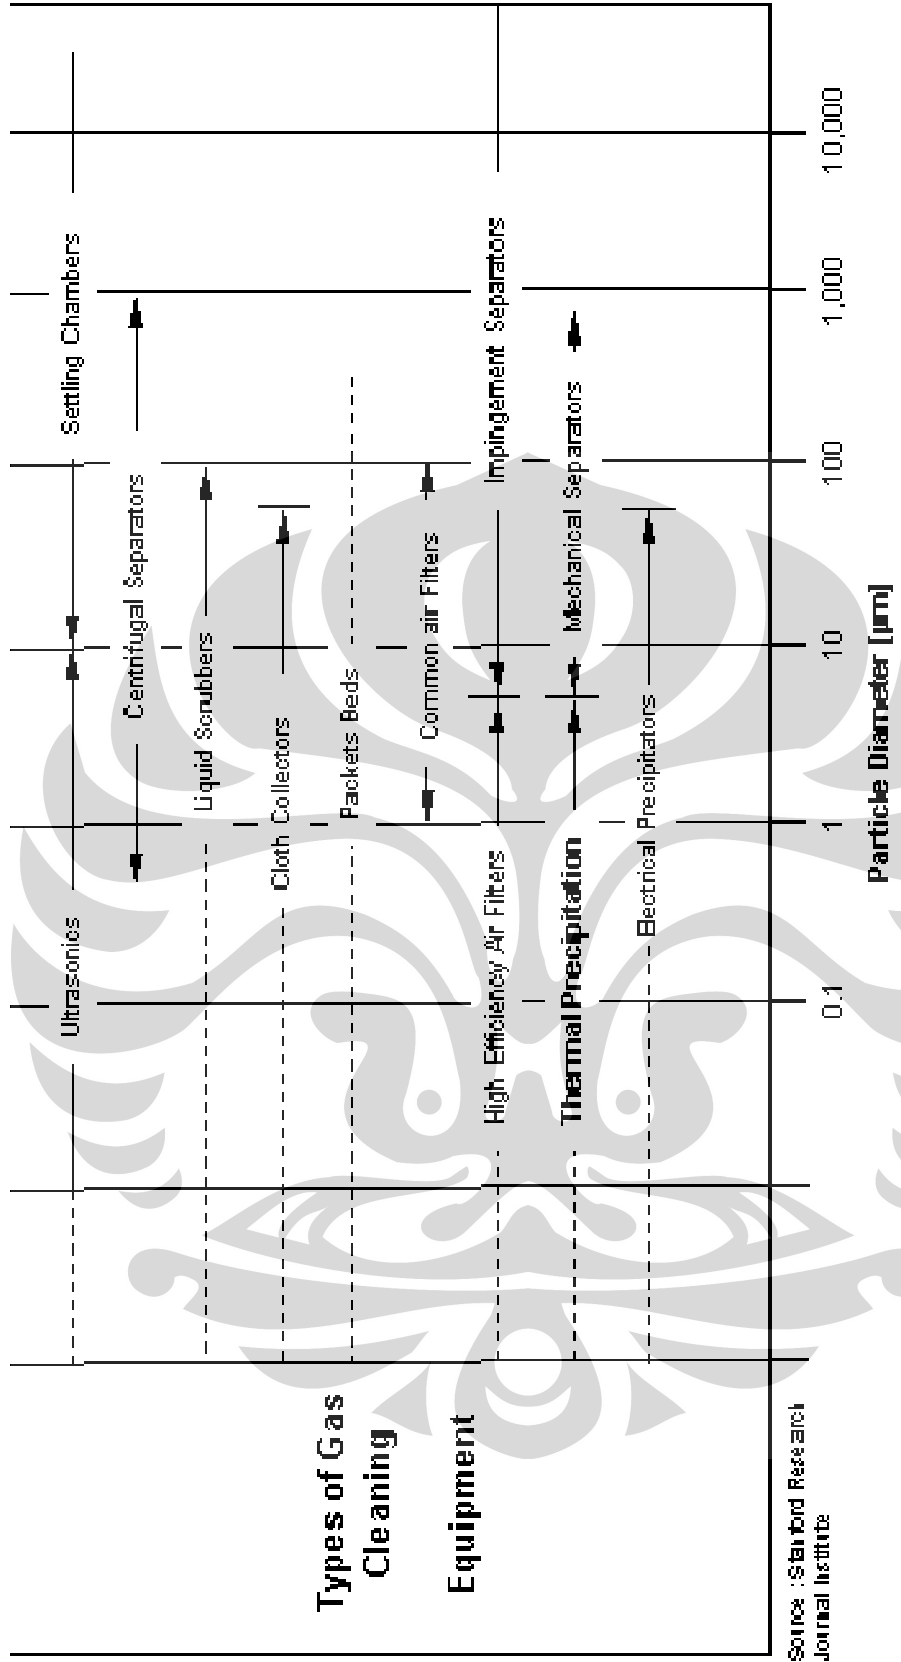 Ultrasonics
Settling Chambers
Centrifugal Separators
Liquid Scrubbers
Cloth Collectors
Packets Beds
Common air Filters
High Efficiency Air Filters
Impingement Separators
Thermal Precipitation
Mechanical Separators
Electrical Precipitators
Types of Gas
Cleaning
Equipment
0.1
1
10
100
1,000
10,000
Particle Diameter [µm]
Source : Stanford Research
Journal Institute